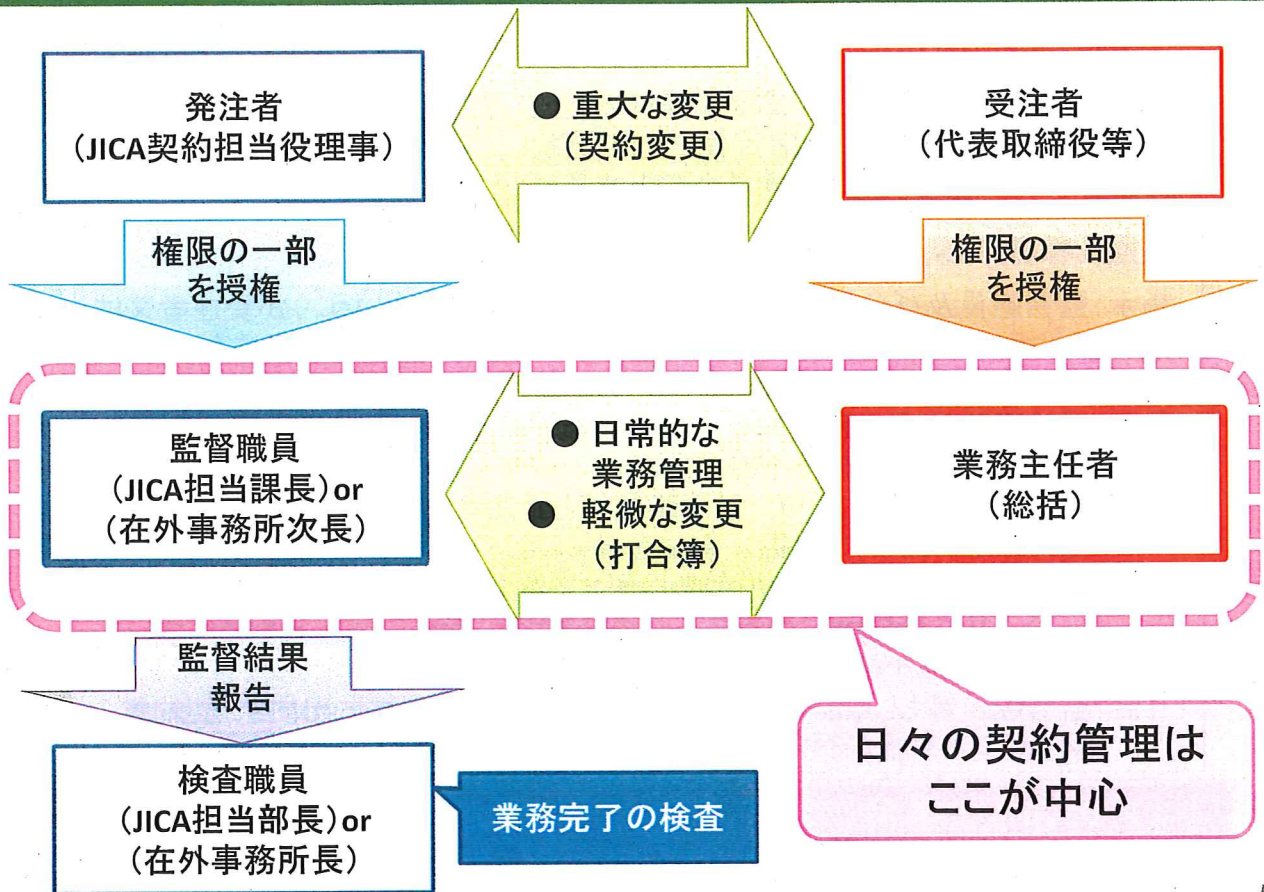 発注者
(JICA契約担当役理事)
● 重大な変更
(契約変更)
受注者
(代表取締役等)
権限の一部
を授権
権限の一部
を授権
監督職員
(JICA担当課長)or
(在外事務所次長)
● 日常的な
業務管理
● 軽微な変更
(打合簿)
業務主任者
(総括)
監督結果
報告
日々の契約管理は
ここが中心
検査職員
(JICA担当部長)or
(在外事務所長)
業務完了の検査